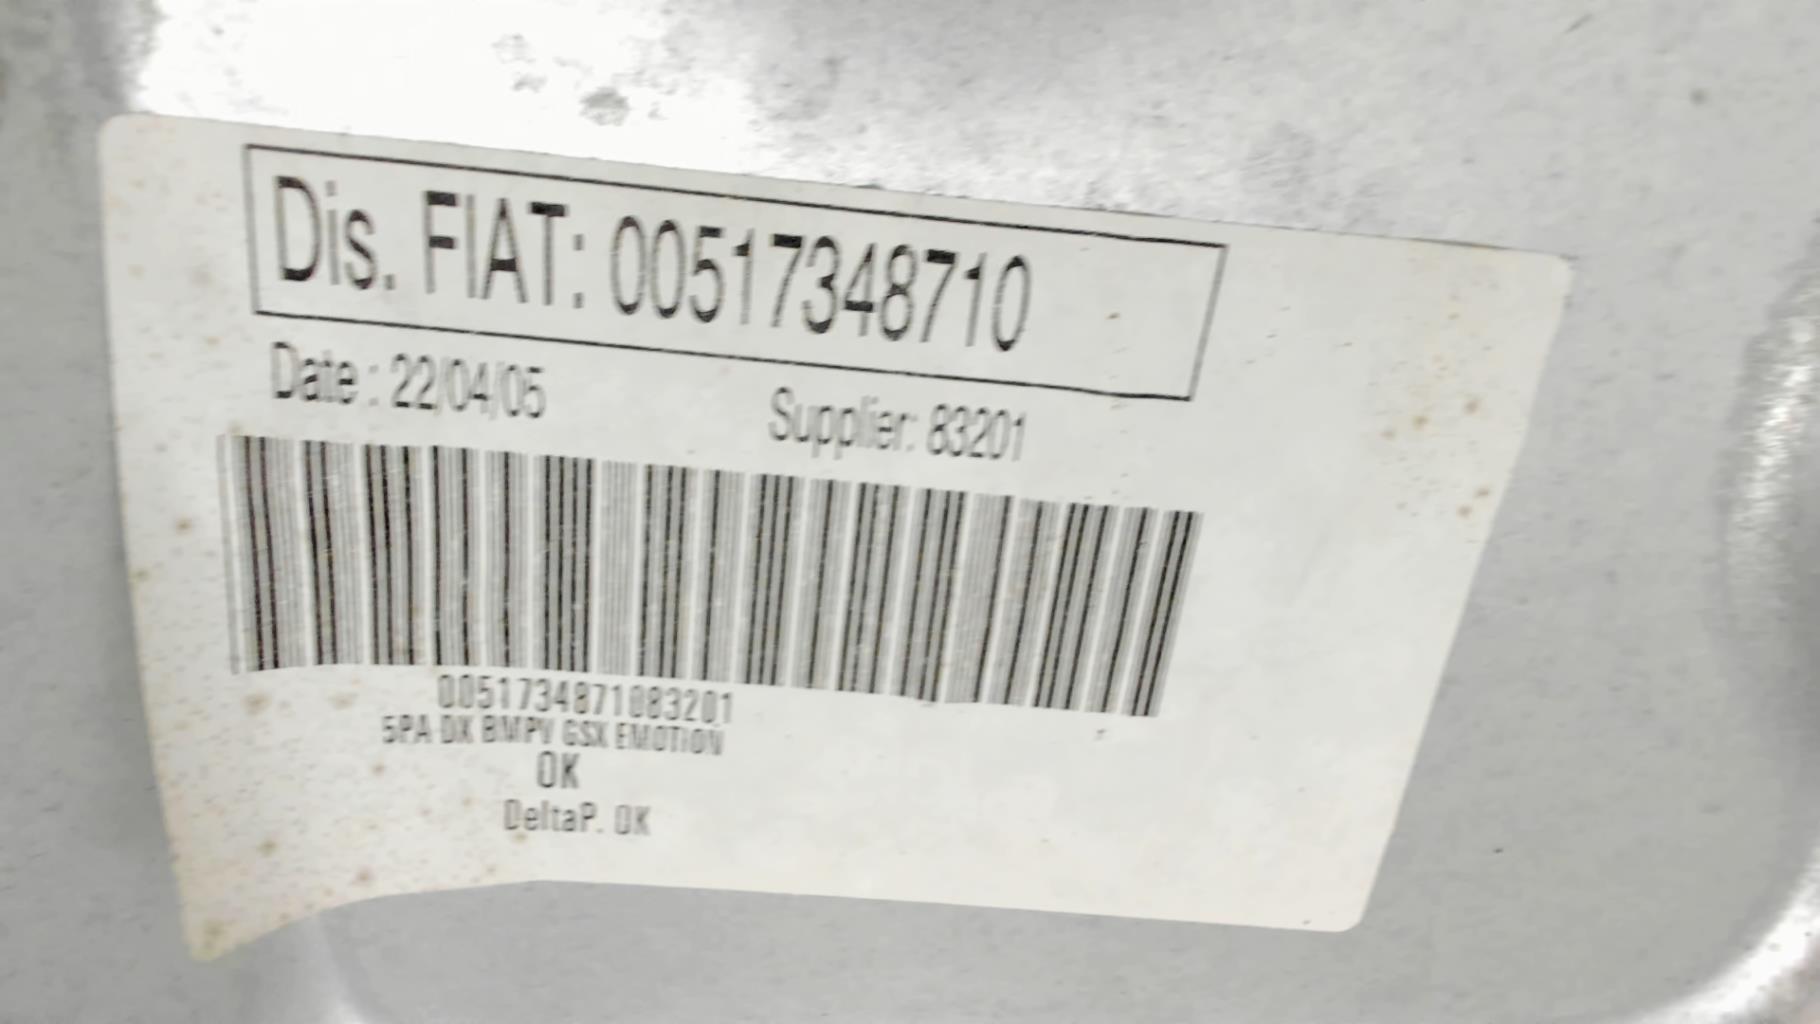 Dis. FIAT: 00517348710
Date : 22/04/05 Supplier: 83201
0051734871083201
5PA DX BMPV GSX EMOTION
OK
DeltaP. OK